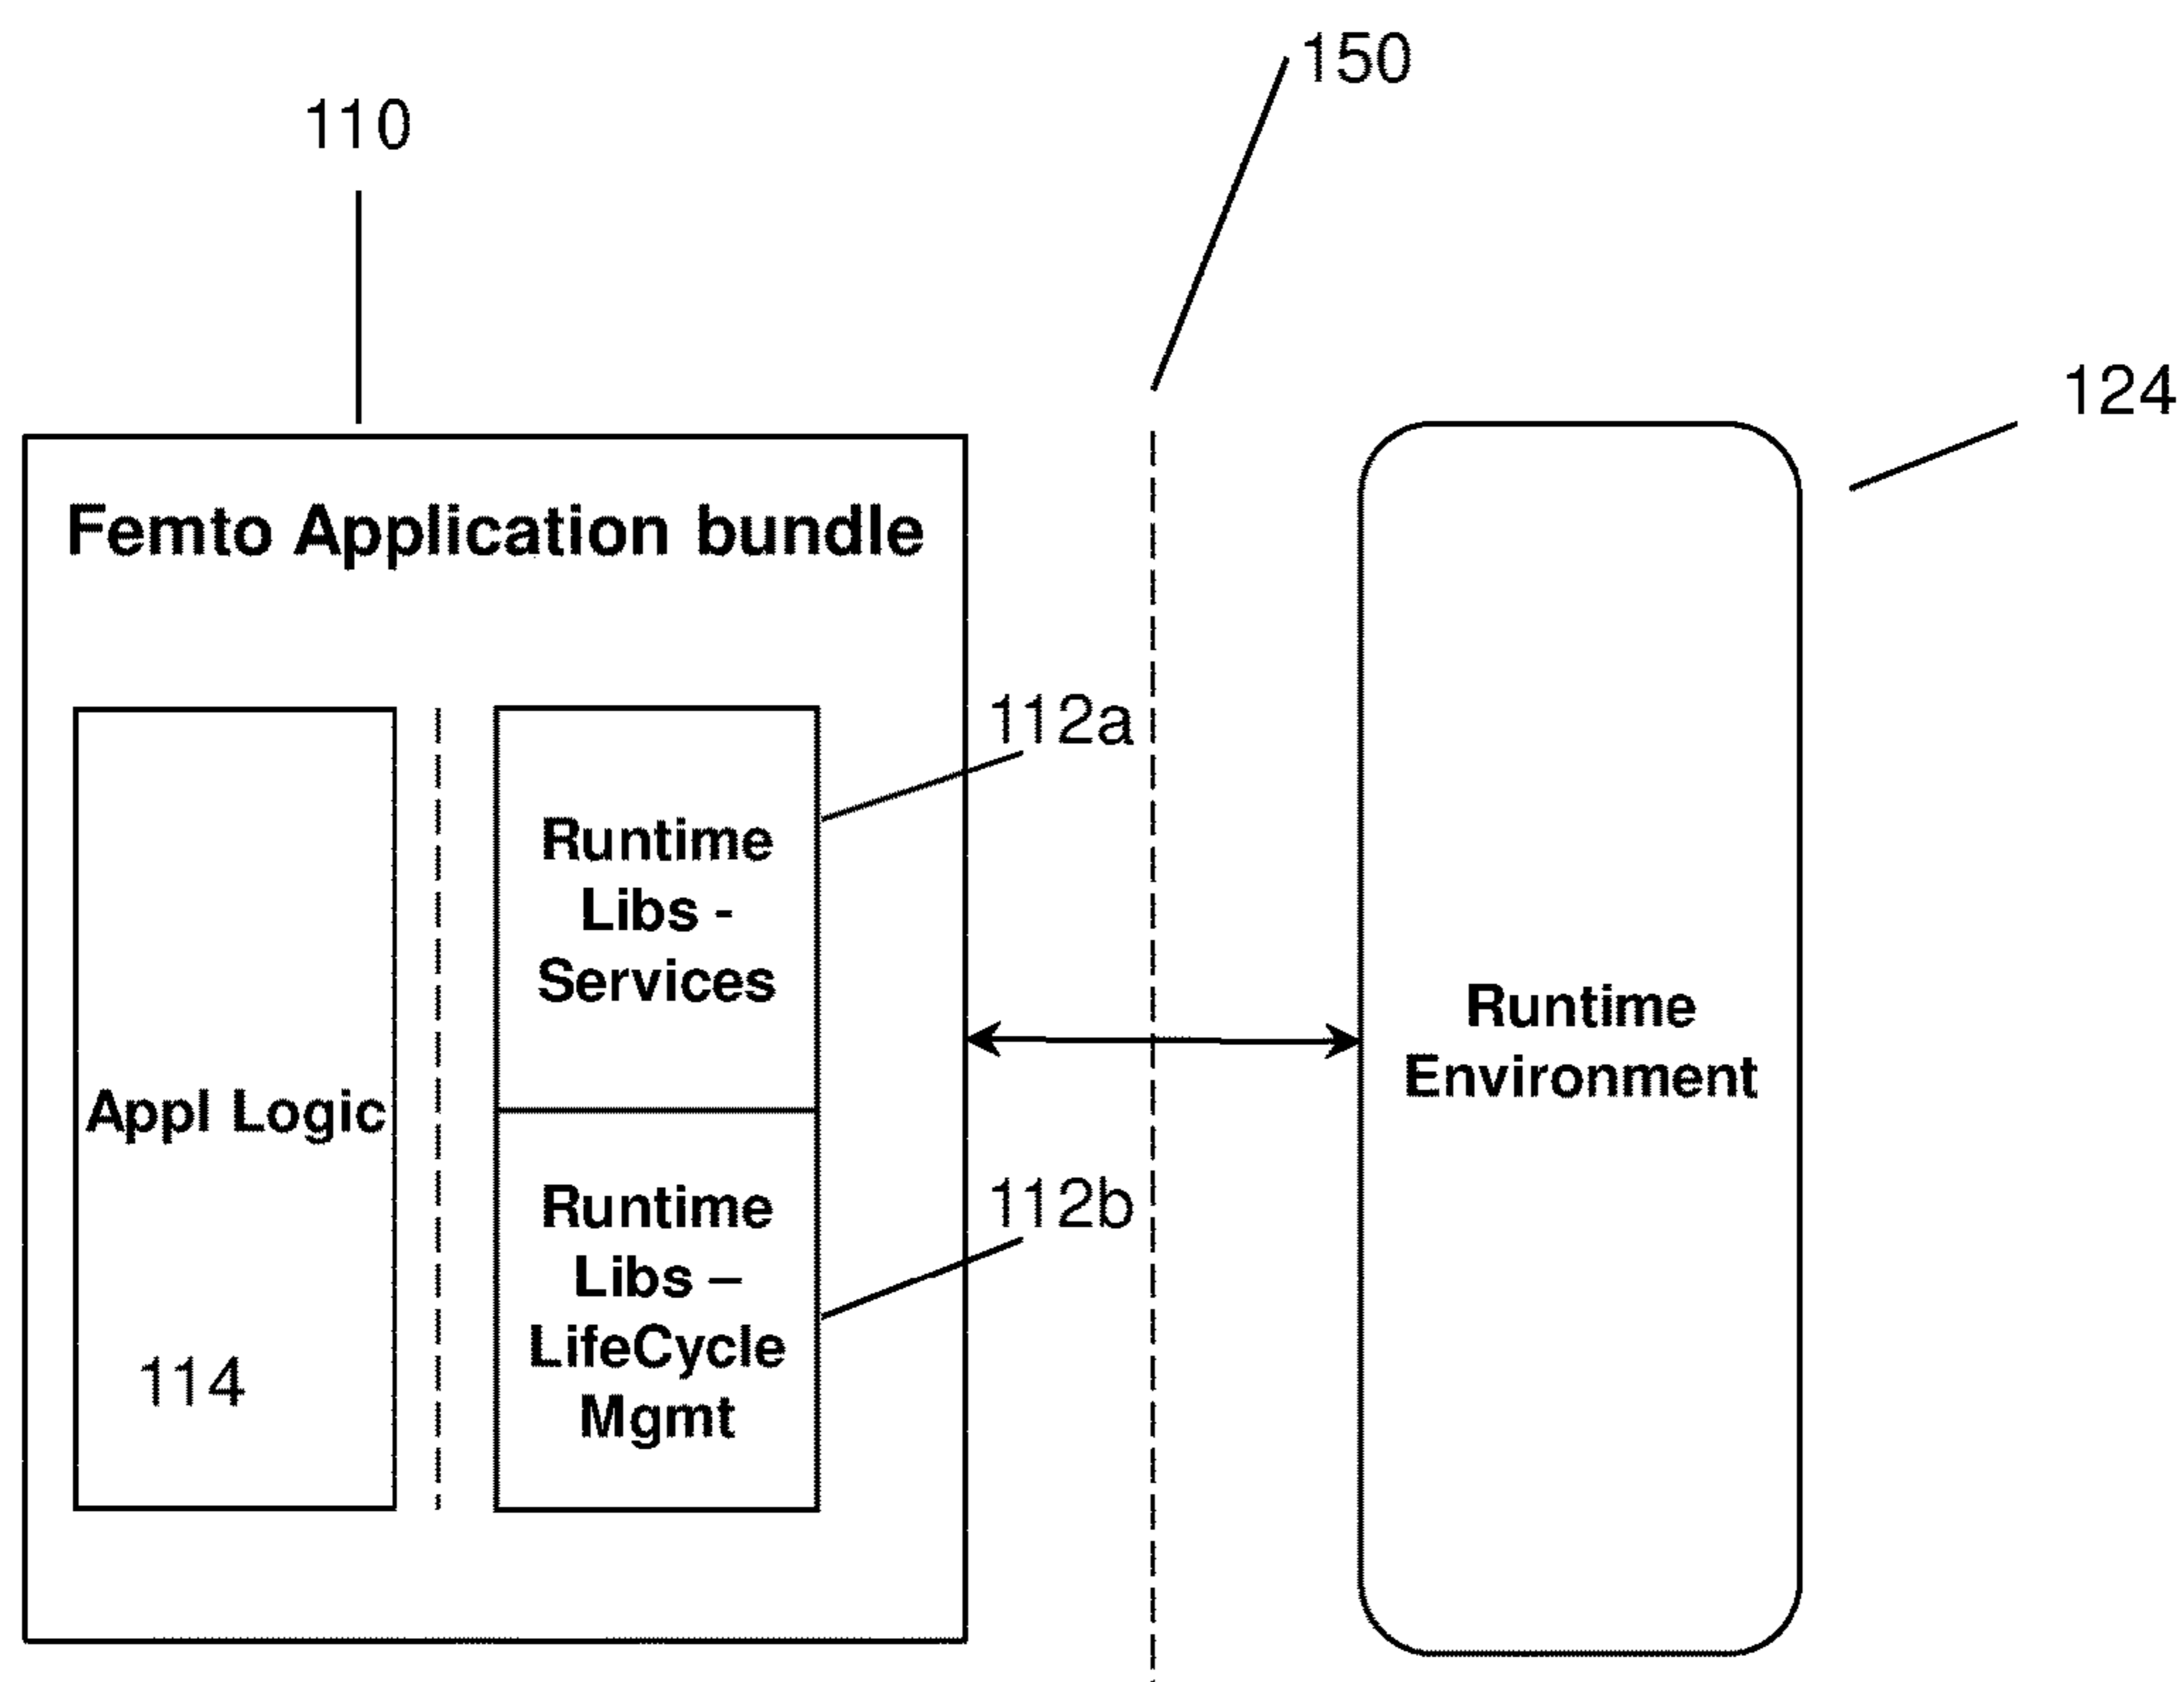 150
110
124
Femto Application bundle
112a
Runtime
Libs -
Services
Runtime
Environment
Appl Logic
112b
Runtime
Libs –
LifeCycle
Mgmt
114